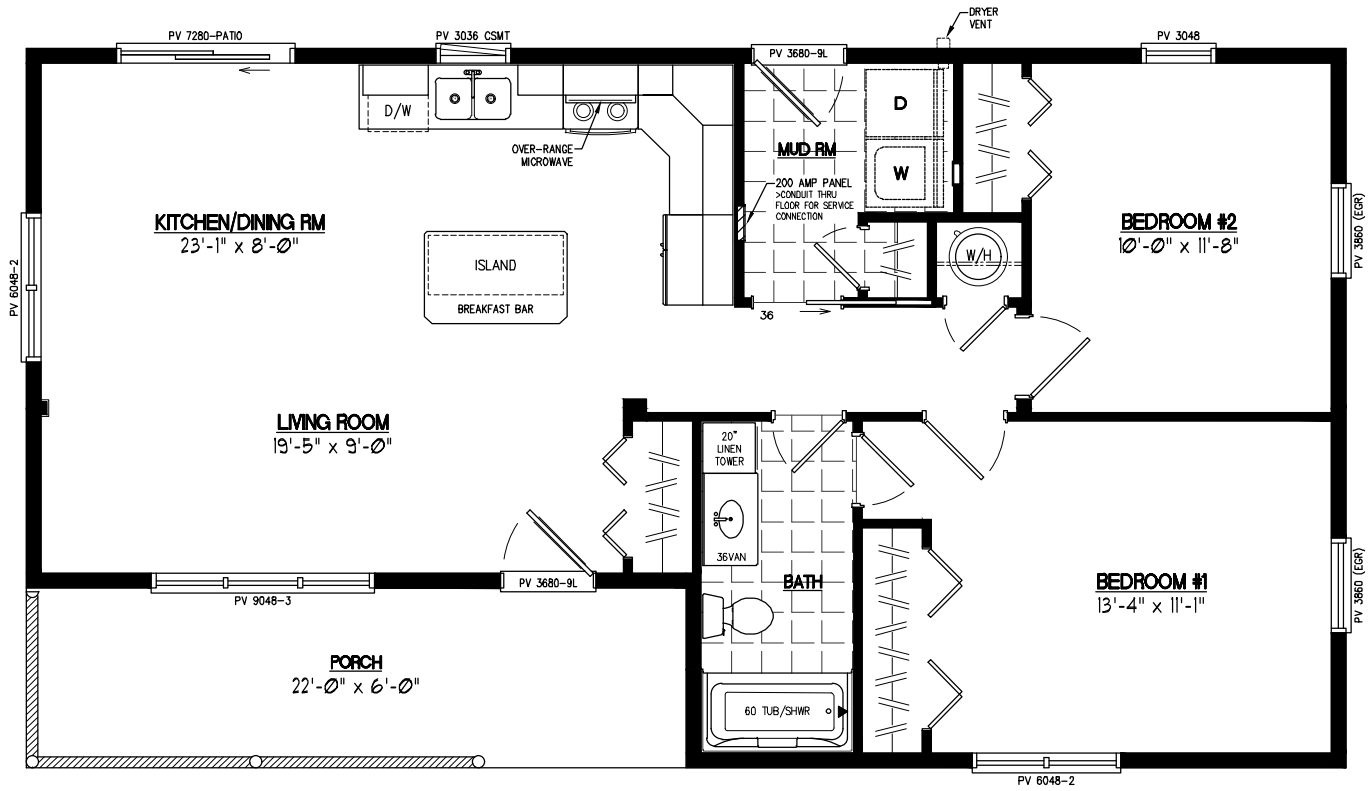 DRYER
VENT
PV 7280-PATIO
PV 3036 CSMT
PV 3680-9L
PV 3048
D/W
D
OVER-RANGE
MICROWAVE
MUD RM
W
200 AMP PANEL
>CONDUIT THRU
FLOOR FOR SERVICE
CONNECTION
KITCHEN/DINING RM
23'-1" x 8'-0"
BEDROOM #2
10'-0" x 11'-8"
PV 3860 (EGR)
PV 6048-2
ISLAND
BREAKFAST BAR
W/H
36
LIVING ROOM
19'-5" x 9'-0"
20"
LINEN
TOWER
36VAN
BATH
PV 3680-9L
PV 9048-3
BEDROOM #1
13'-4" x 11'-1"
PV 3860 (EGR)
PORCH
22'-0" x 6'-0"
60 TUB/SHWR
PV 6048-2